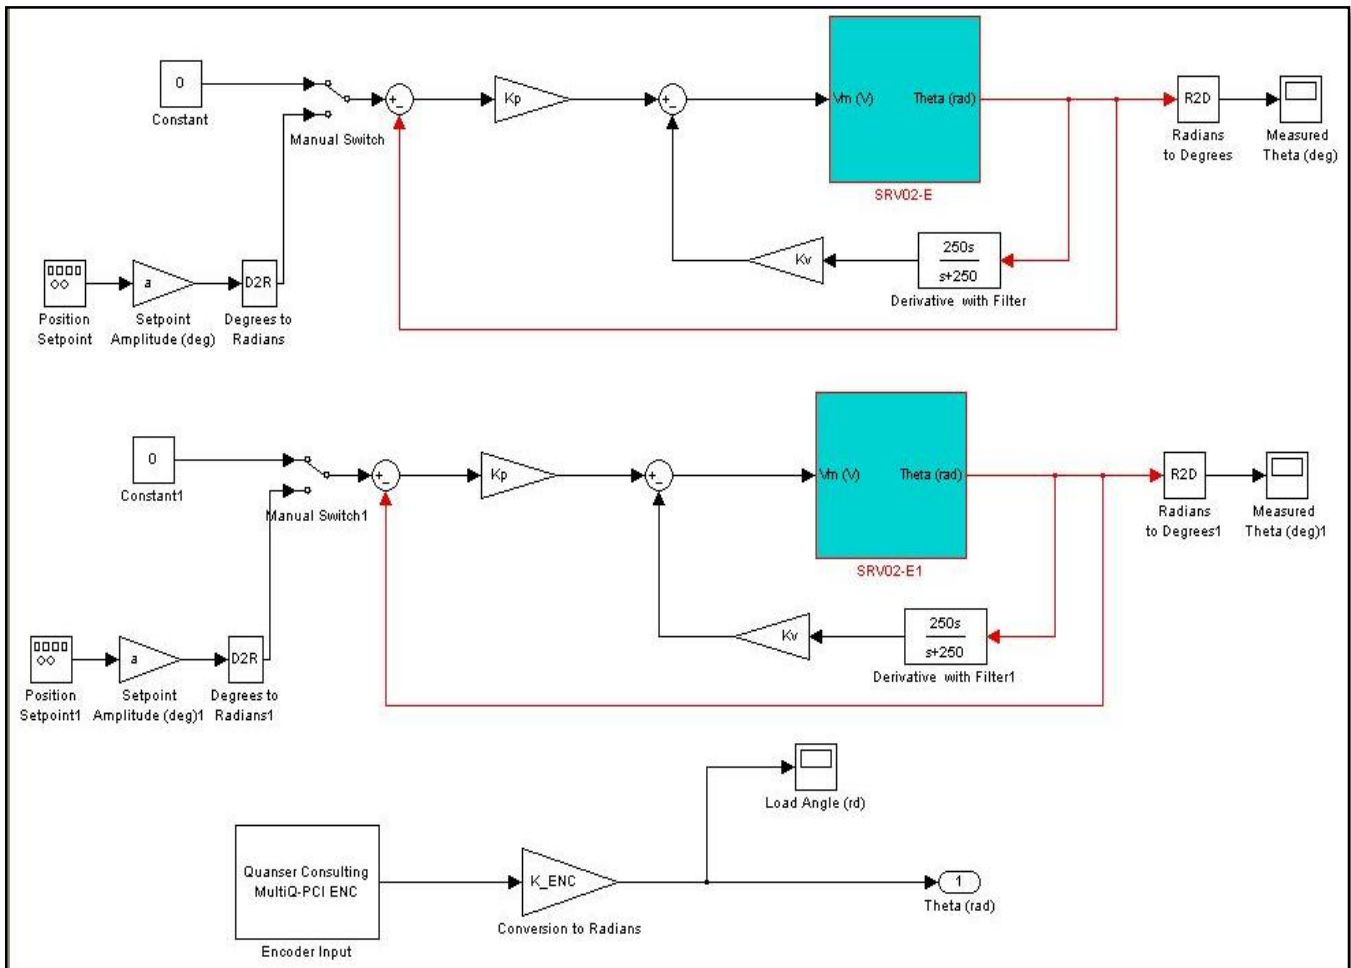 0
Constant
Manual Switch
+
-
Kp
+
-
Vm (V)
Theta (rad)
SRV02-E
R2D
Radians
to Degrees
Measured
Theta (deg)
Kv
250s
s+250
Derivative with Filter
Position
Setpoint
a
Setpoint
Amplitude (deg)
D2R
Degrees to
Radians
0
Constant1
Manual Switch1
+
-
Kp
+
-
Vm (V)
Theta (rad)
SRV02-E1
R2D
Radians
to Degrees1
Measured
Theta (deg)1
Kv
250s
s+250
Derivative with Filter1
Position
Setpoint1
a
Setpoint
Amplitude (deg)1
D2R
Degrees to
Radians1
Load Angle (rd)
Quanser Consulting
MultiQ-PCI ENC
Encoder Input
K_ENC
Conversion to Radians
1
Theta (rad)